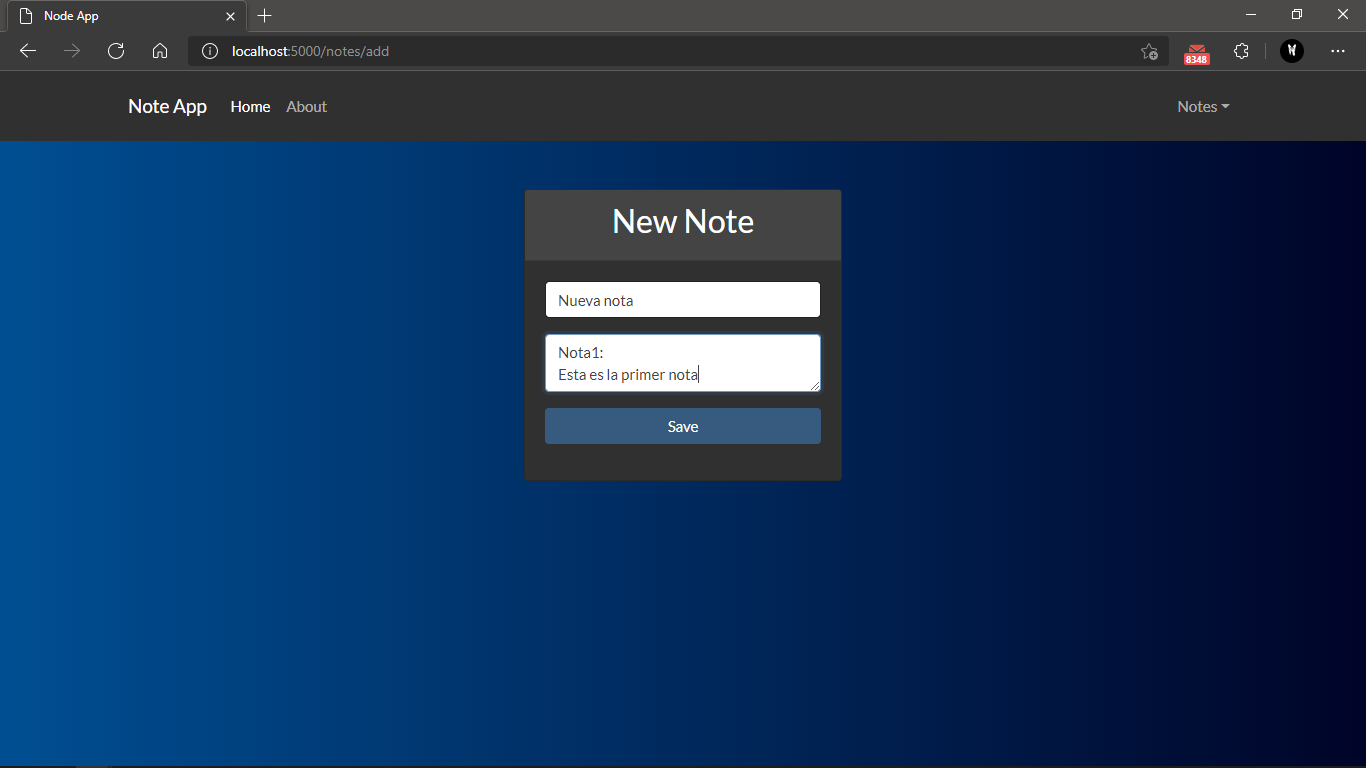 Node App
localhost:5000/notes/add
8348
Note App Home About Notes
New Note
Nueva nota
Nota1:
Esta es la primer nota
Save